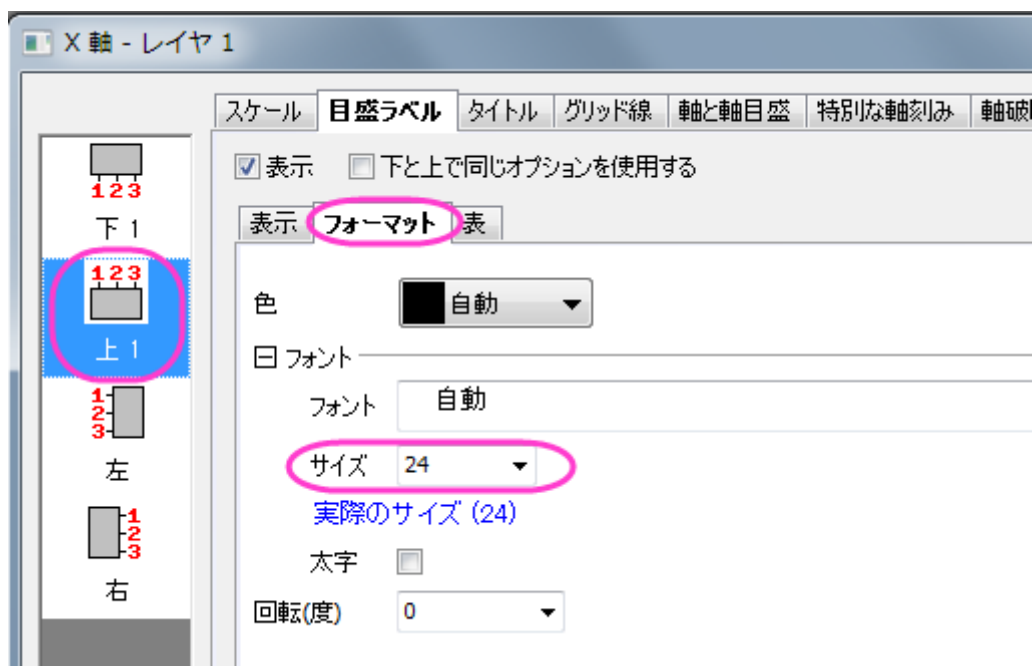 X 軸 - レイヤ 1
スケール 目盛ラベル タイトル グリッド線 軸と軸目盛 特別な軸刻み 軸破
表示 下と上で同じオプションを使用する
表示 フォーマット 表
123
下 1
123
上 1
1
2
3
左
1
2
3
右
色 自動
フォント
フォント 自動
サイズ 24
実際のサイズ (24)
太字
回転(度) 0